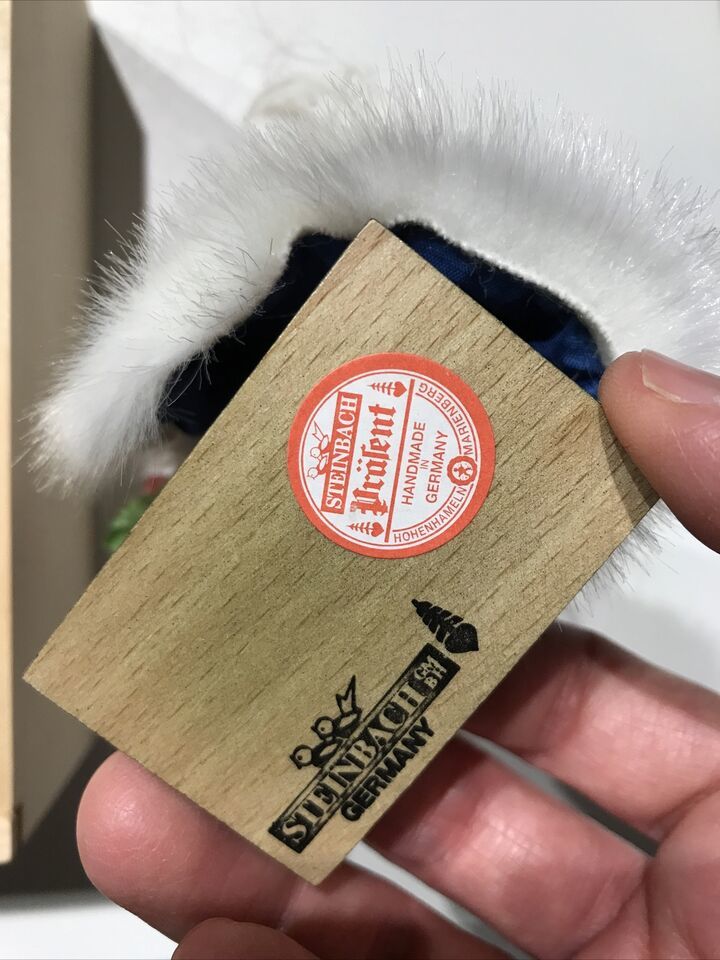 STEINBACH
Präsent
HANDMADE
IN
GERMANY
HOHENHAMELN MARIENBERG
STEINBACH GMBH
GERMANY